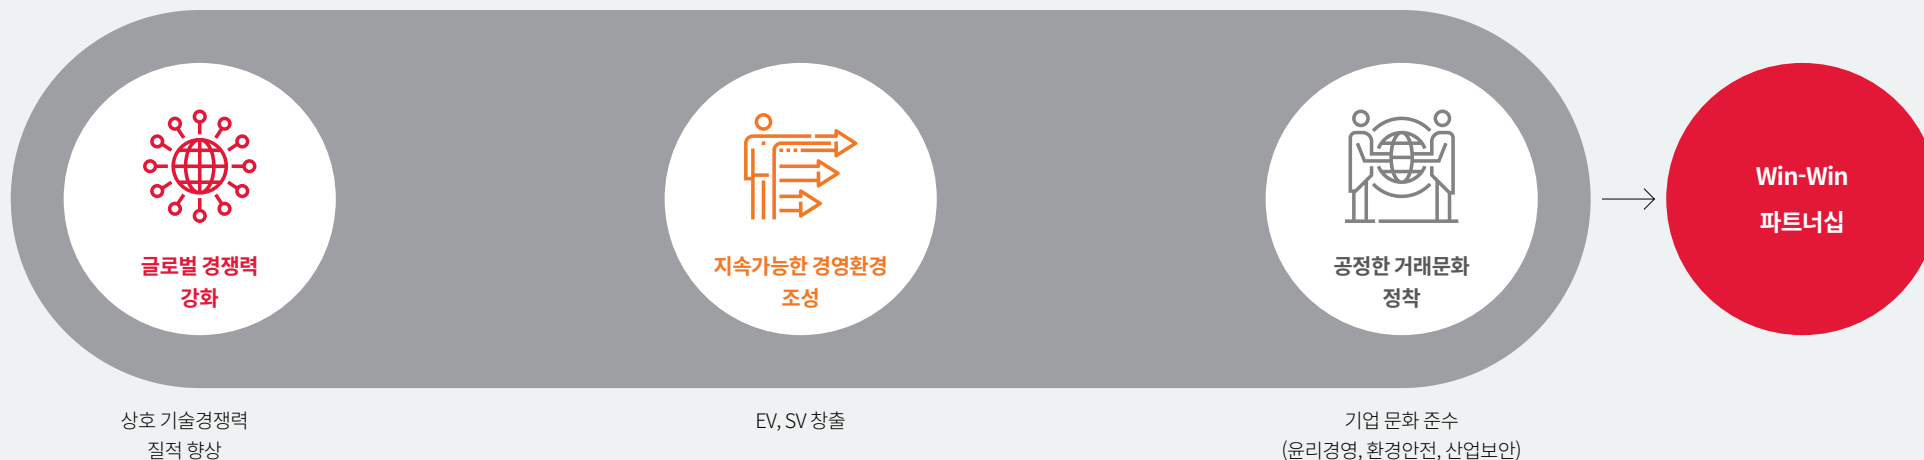 글로벌 경쟁력
강화
지속가능한 경영환경
조성
공정한 거래문화
정착
Win-Win
파트너십
상호 기술경쟁력
질적 향상
EV, SV 창출
기업 문화 준수
(윤리경영, 환경안전, 산업보안)